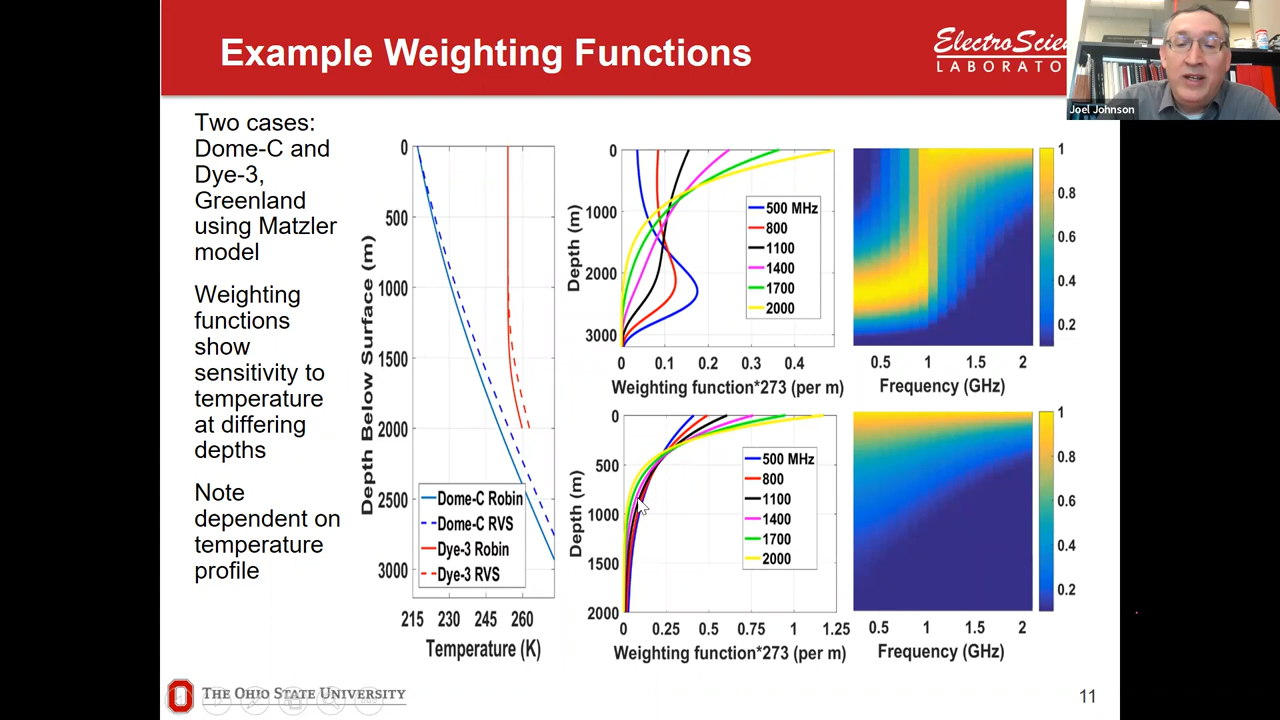 Example Weighting Functions
ElectroScien
LABORATO
Joel Johnson
Two cases:
Dome-C and
Dye-3,
Greenland
using Matzler
model
Weighting
functions
show
sensitivity to
temperature
at differing
depths
Note
dependent on
temperature
profile
Depth Below Surface (m)
0
500
1000
1500
2000
2500
3000
Dome-C Robin
Dome-C RVS
Dye-3 Robin
Dye-3 RVS
215 230 245 260
Temperature (K)
Depth (m)
0
1000
2000
3000
500 MHz
800
1100
1400
1700
2000
0 0.1 0.2 0.3 0.4
Weighting function*273 (per m)
1
0.8
0.6
0.4
0.2
0.5 1 1.5 2
Frequency (GHz)
Depth (m)
0
500
1000
1500
2000
500 MHz
800
1100
1400
1700
2000
0 0.25 0.5 0.75 1 1.25
Weighting function*273 (per m)
1
0.8
0.6
0.4
0.2
0.5 1 1.5 2
Frequency (GHz)
THE OHIO STATE UNIVERSITY
11